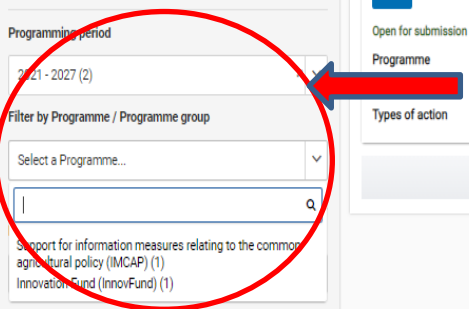 Programming period
2021 - 2027 (2)
Filter by Programme / Programme group
Select a Programme...
Support for information measures relating to the common
agricultural policy (IMCAP) (1)
Innovation Fund (InnovFund) (1)
Open for submission
Programme
Types of action